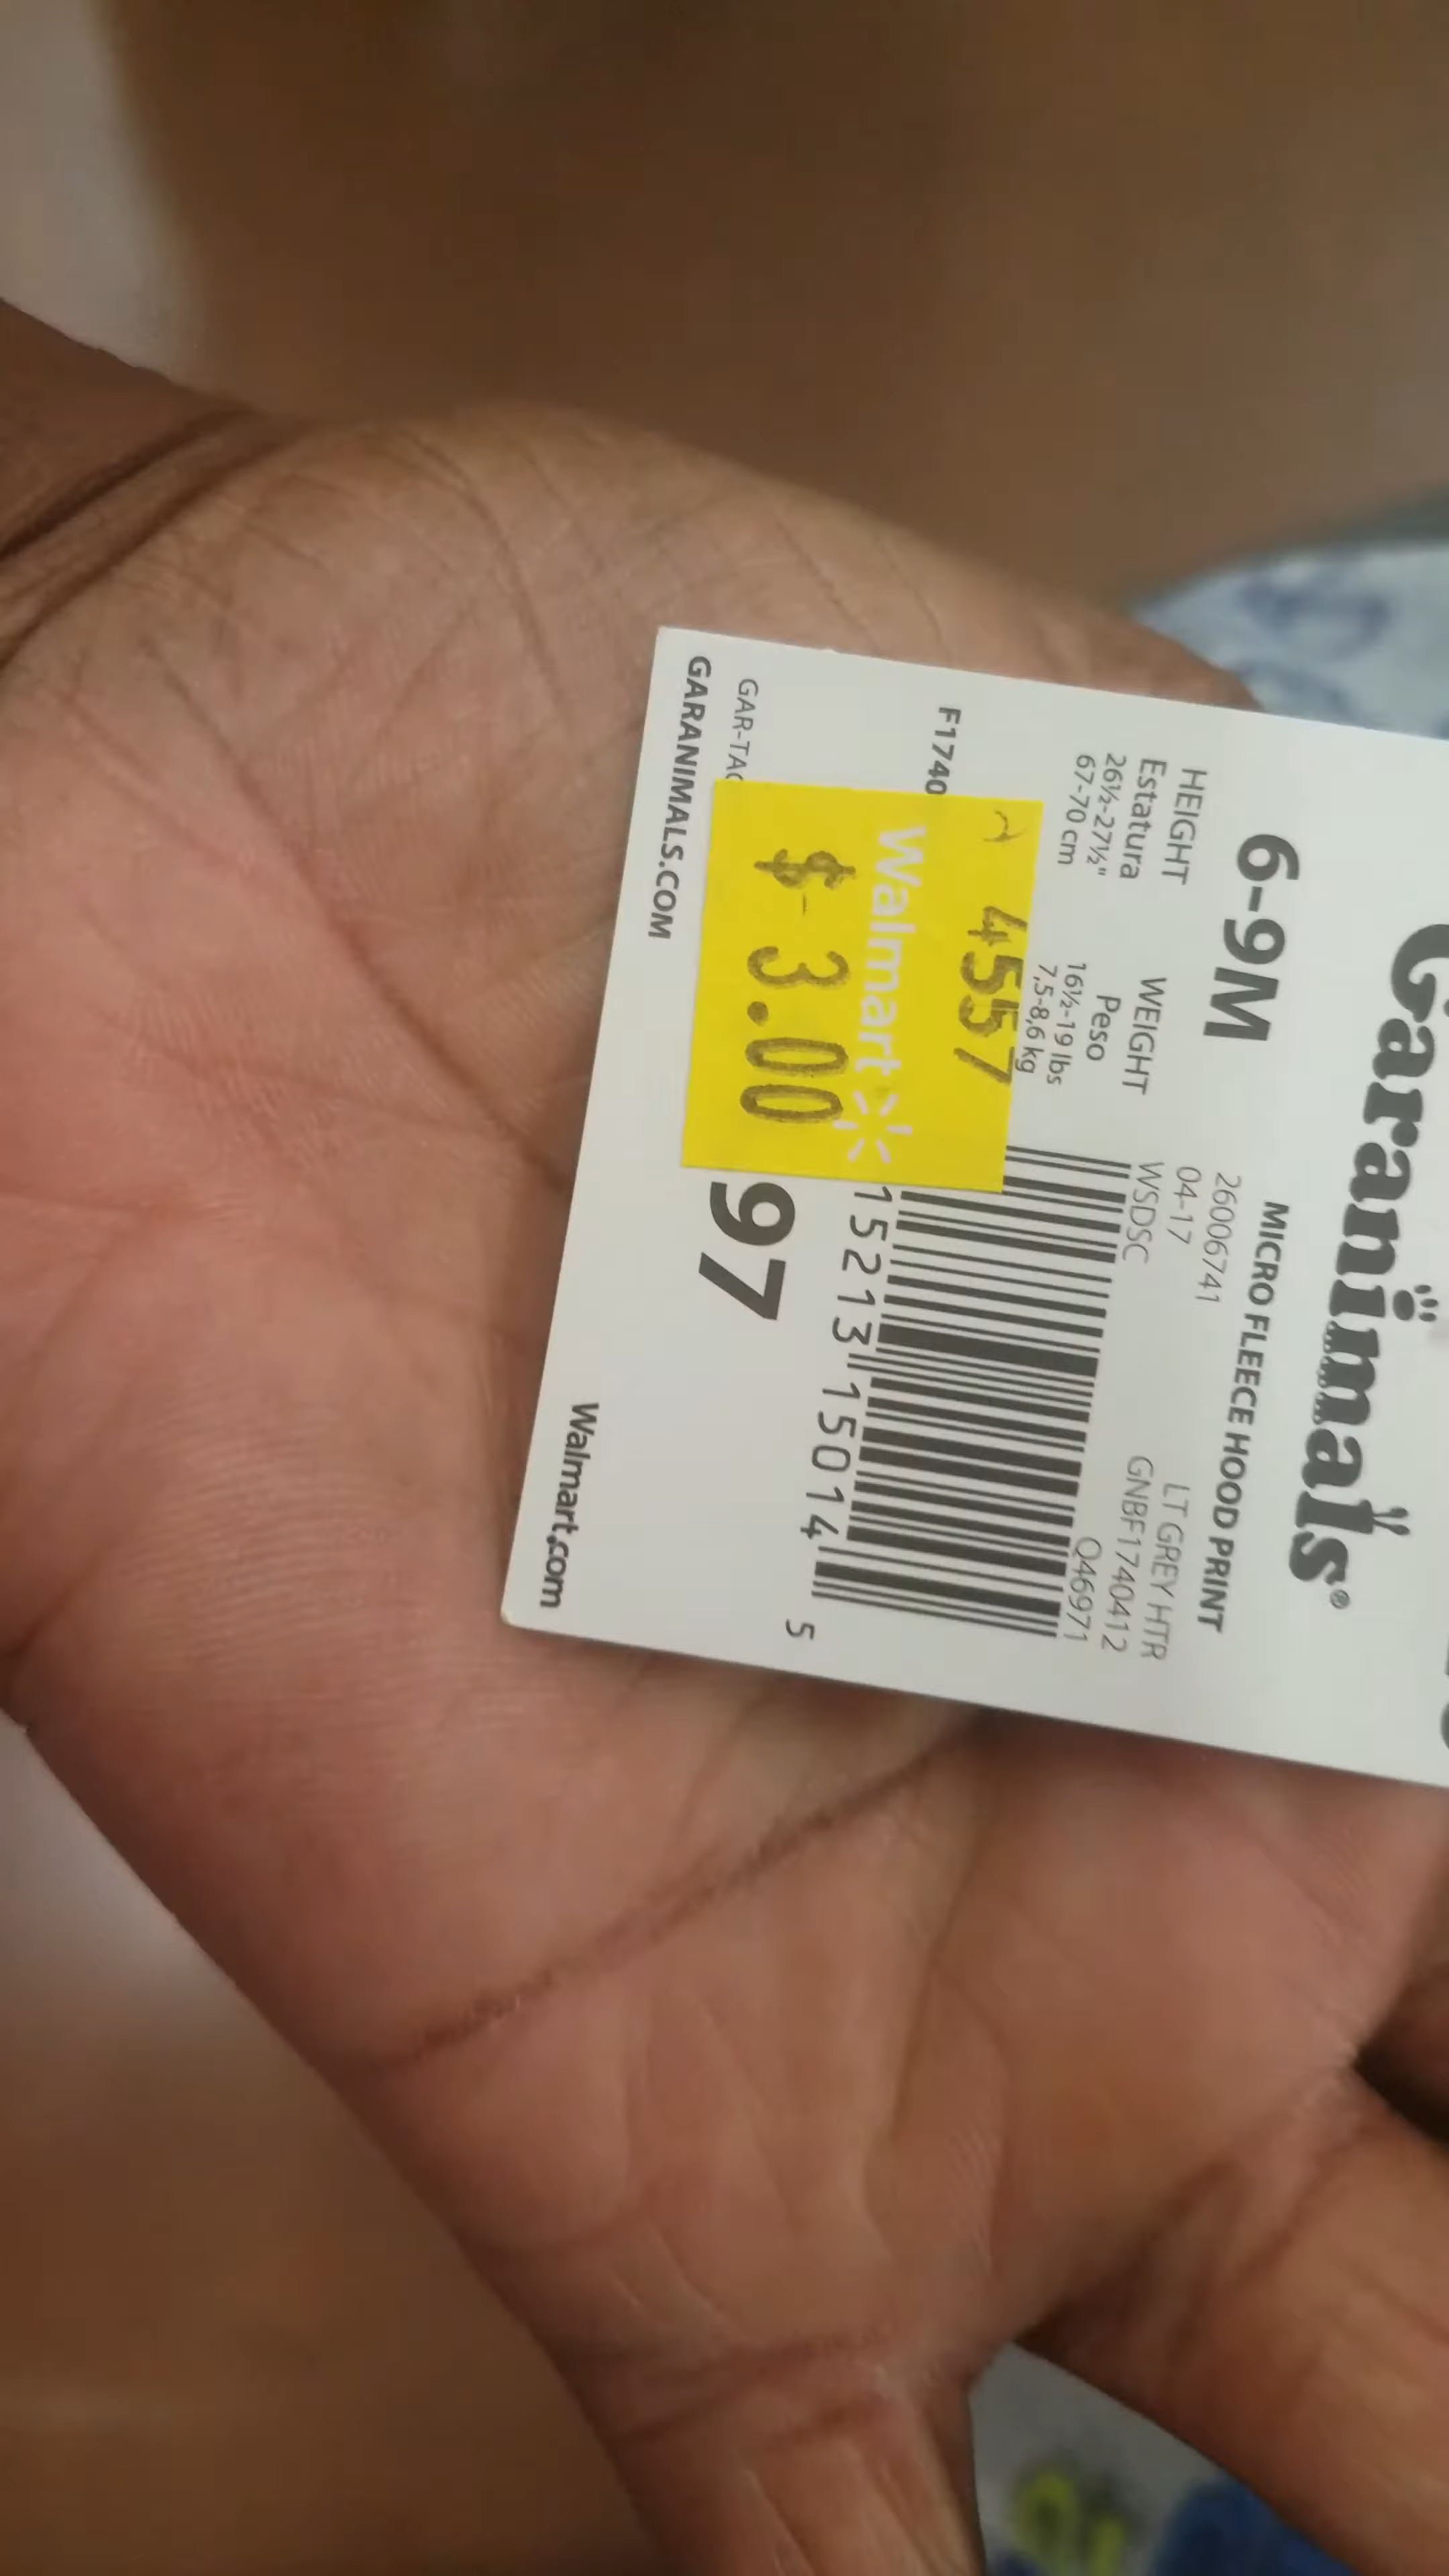 Garanimals®
MICRO FLEECE HOOD PRINT
6-9M
26006741
04-17
WSDSC
LT GREY HTR
GNBF1740412
Q46971
HEIGHT
Estatura
26½-27½"
67-70 cm
WEIGHT
Peso
16½-19 lbs
7,5-8,6 kg
F1740
4557
Walmart
$ 3.00
15213 15014 5
97
GAR-TAG
GARANIMALS.COM
Walmart.com